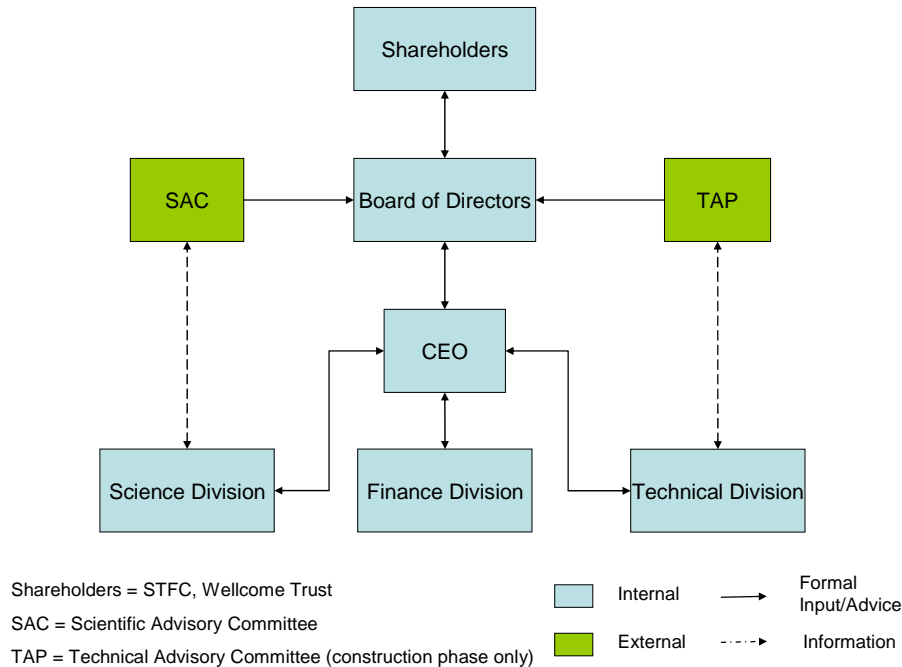 Shareholders
SAC
Board of Directors
TAP
CEO
Science Division
Finance Division
Technical Division
Shareholders = STFC, Wellcome Trust
SAC = Scientific Advisory Committee
TAP = Technical Advisory Committee (construction phase only)
Internal
External
Formal
Input/Advice
Information